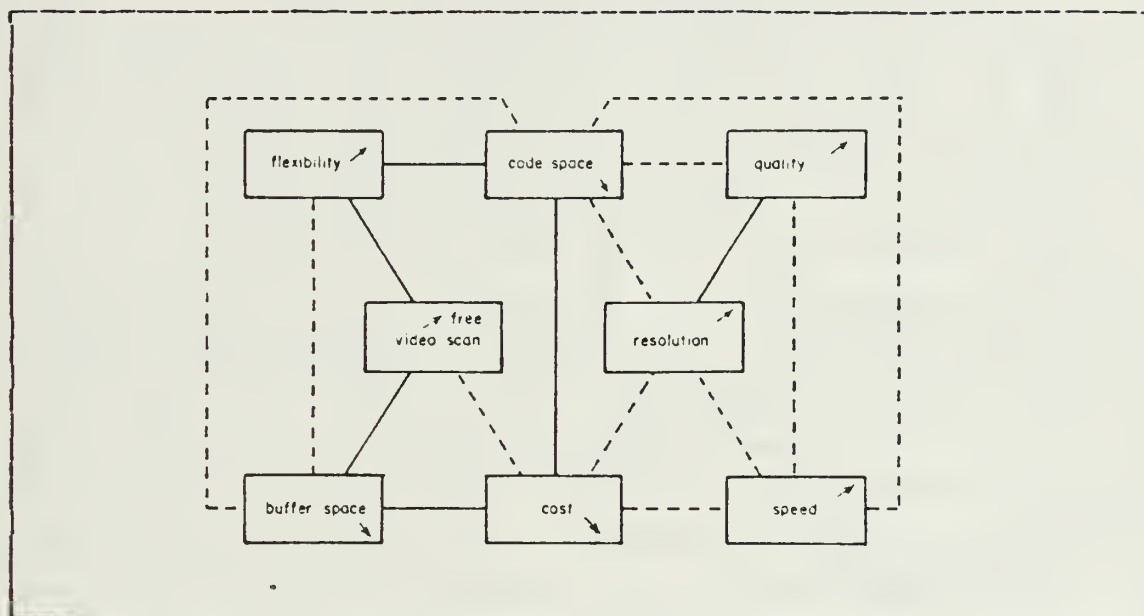 flexibility
code space
quality
free
video scan
resolution
buffer space
cost
speed